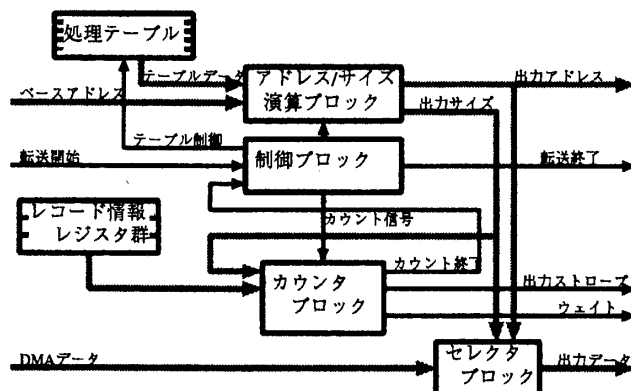 処理テーブル
テーブルデータ
アドレス/サイズ
演算ブロック
出力アドレス
ベースアドレス
出力サイズ
テーブル制御
転送開始
制御ブロック
転送終了
レコード情報
レジスタ群
カウント信号
カウント終了
カウンタ
ブロック
出力ストローブ
ウェイト
DMAデータ
セレクタ
ブロック
出力データ